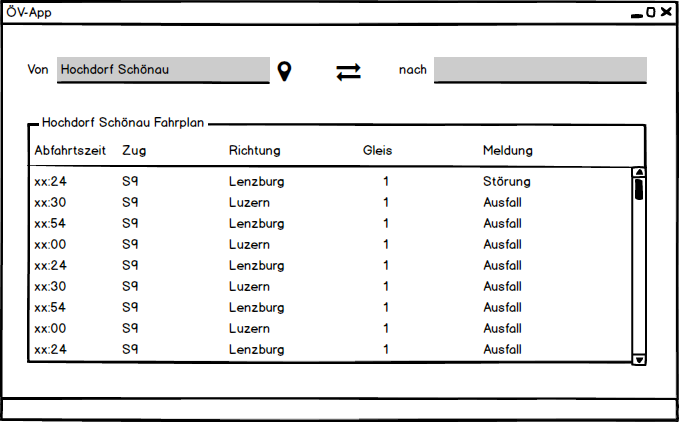 ÖV-App
Von Hochdorf Schönau nach
Hochdorf Schönau Fahrplan
Abfahrtszeit Zug Richtung Gleis Meldung
xx:24 S9 Lenzburg 1 Störung
xx:30 S9 Luzern 1 Ausfall
xx:54 S9 Lenzburg 1 Ausfall
xx:00 S9 Luzern 1 Ausfall
xx:24 S9 Lenzburg 1 Ausfall
xx:30 S9 Luzern 1 Ausfall
xx:54 S9 Lenzburg 1 Ausfall
xx:00 S9 Luzern 1 Ausfall
xx:24 S9 Lenzburg 1 Ausfall